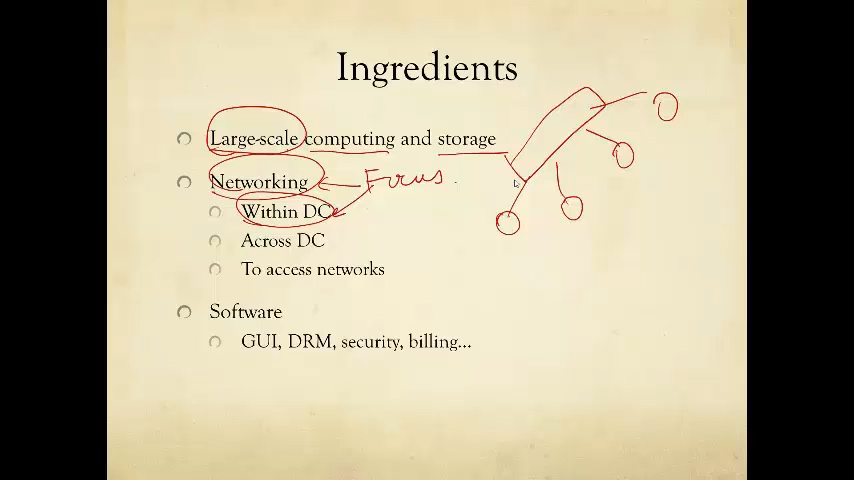 Ingredients
Large-scale computing and storage
Networking Focus.
Within DC
Across DC
To access networks
Software
GUI, DRM, security, billing...